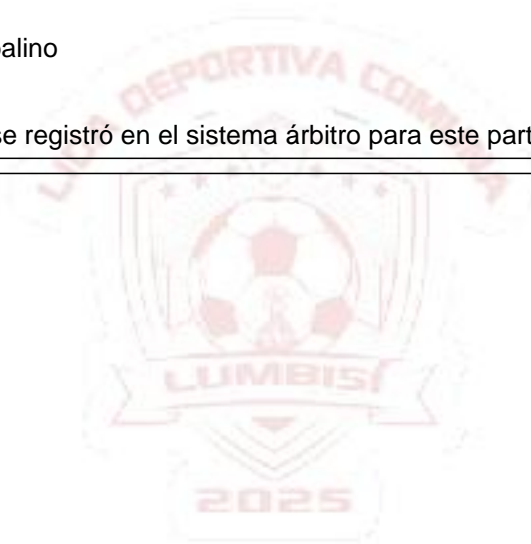 alino
LIGA DEPORTIVA COMUNA
se registró en el sistema árbitro para este part
LUMBISÍ
2025